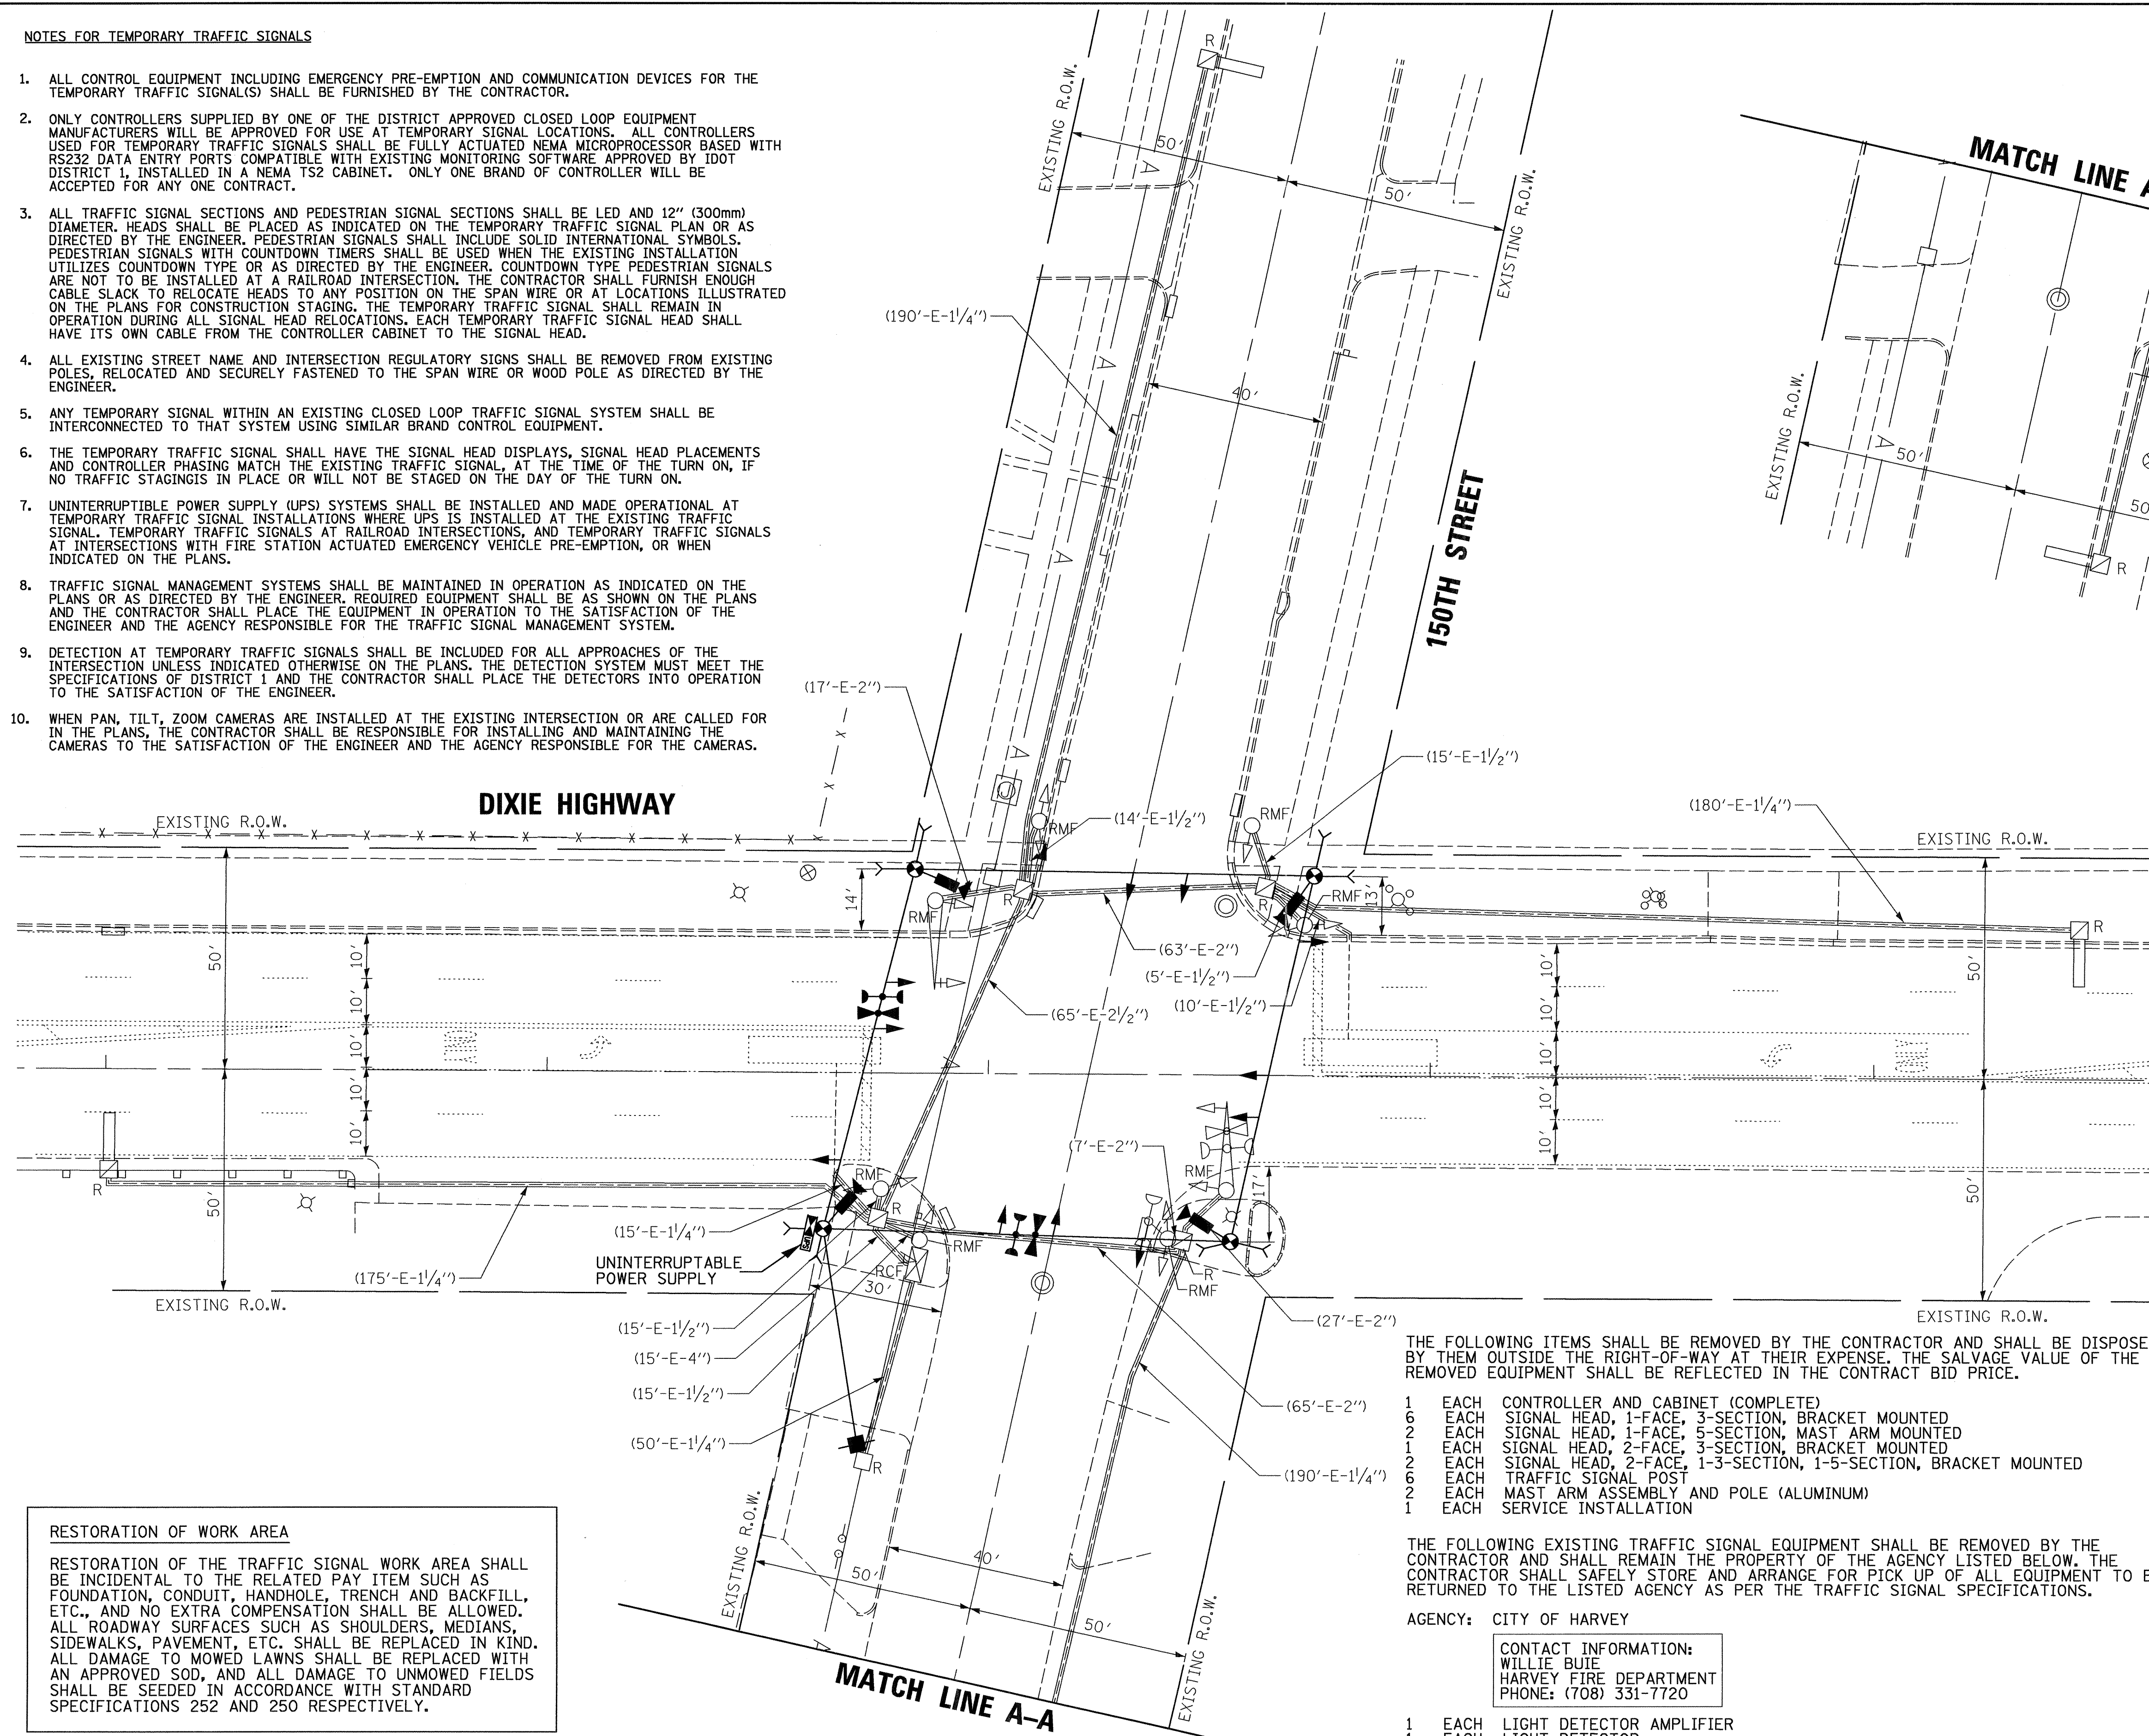 NOTES FOR TEMPORARY TRAFFIC SIGNALS
1. ALL CONTROL EQUIPMENT INCLUDING EMERGENCY PRE-EMPTION AND COMMUNICATION DEVICES FOR THE
TEMPORARY TRAFFIC SIGNAL(S) SHALL BE FURNISHED BY THE CONTRACTOR.
2. ONLY CONTROLLERS SUPPLIED BY ONE OF THE DISTRICT APPROVED CLOSED LOOP EQUIPMENT
MANUFACTURERS WILL BE APPROVED FOR USE AT TEMPORARY SIGNAL LOCATIONS. ALL CONTROLLERS
USED FOR TEMPORARY TRAFFIC SIGNALS SHALL BE FULLY ACTUATED NEMA MICROPROCESSOR BASED WITH
RS232 DATA ENTRY PORTS COMPATIBLE WITH EXISTING MONITORING SOFTWARE APPROVED BY IDOT
DISTRICT 1, INSTALLED IN A NEMA TS2 CABINET. ONLY ONE BRAND OF CONTROLLER WILL BE
ACCEPTED FOR ANY ONE CONTRACT.
3. ALL TRAFFIC SIGNAL SECTIONS AND PEDESTRIAN SIGNAL SECTIONS SHALL BE LED AND 12″ (300mm)
DIAMETER. HEADS SHALL BE PLACED AS INDICATED ON THE TEMPORARY TRAFFIC SIGNAL PLAN OR AS
DIRECTED BY THE ENGINEER. PEDESTRIAN SIGNALS SHALL INCLUDE SOLID INTERNATIONAL SYMBOLS.
PEDESTRIAN SIGNALS WITH COUNTDOWN TIMERS SHALL BE USED WHEN THE EXISTING INSTALLATION
UTILIZES COUNTDOWN TYPE OR AS DIRECTED BY THE ENGINEER. COUNTDOWN TYPE PEDESTRIAN SIGNALS
ARE NOT TO BE INSTALLED AT A RAILROAD INTERSECTION. THE CONTRACTOR SHALL FURNISH ENOUGH
CABLE SLACK TO RELOCATE HEADS TO ANY POSITION ON THE SPAN WIRE OR AT LOCATIONS ILLUSTRATED
ON THE PLANS FOR CONSTRUCTION STAGING. THE TEMPORARY TRAFFIC SIGNAL SHALL REMAIN IN
OPERATION DURING ALL SIGNAL HEAD RELOCATIONS. EACH TEMPORARY TRAFFIC SIGNAL HEAD SHALL
HAVE ITS OWN CABLE FROM THE CONTROLLER CABINET TO THE SIGNAL HEAD.
4. ALL EXISTING STREET NAME AND INTERSECTION REGULATORY SIGNS SHALL BE REMOVED FROM EXISTING
POLES, RELOCATED AND SECURELY FASTENED TO THE SPAN WIRE OR WOOD POLE AS DIRECTED BY THE
ENGINEER.
5. ANY TEMPORARY SIGNAL WITHIN AN EXISTING CLOSED LOOP TRAFFIC SIGNAL SYSTEM SHALL BE
INTERCONNECTED TO THAT SYSTEM USING SIMILAR BRAND CONTROL EQUIPMENT.
6. THE TEMPORARY TRAFFIC SIGNAL SHALL HAVE THE SIGNAL HEAD DISPLAYS, SIGNAL HEAD PLACEMENTS
AND CONTROLLER PHASING MATCH THE EXISTING TRAFFIC SIGNAL, AT THE TIME OF THE TURN ON, IF
NO TRAFFIC STAGINGIS IN PLACE OR WILL NOT BE STAGED ON THE DAY OF THE TURN ON.
7. UNINTERRUPTIBLE POWER SUPPLY (UPS) SYSTEMS SHALL BE INSTALLED AND MADE OPERATIONAL AT
TEMPORARY TRAFFIC SIGNAL INSTALLATIONS WHERE UPS IS INSTALLED AT THE EXISTING TRAFFIC
SIGNAL. TEMPORARY TRAFFIC SIGNALS AT RAILROAD INTERSECTIONS, AND TEMPORARY TRAFFIC SIGNALS
AT INTERSECTIONS WITH FIRE STATION ACTUATED EMERGENCY VEHICLE PRE-EMPTION, OR WHEN
INDICATED ON THE PLANS.
8. TRAFFIC SIGNAL MANAGEMENT SYSTEMS SHALL BE MAINTAINED IN OPERATION AS INDICATED ON THE
PLANS OR AS DIRECTED BY THE ENGINEER. REQUIRED EQUIPMENT SHALL BE AS SHOWN ON THE PLANS
AND THE CONTRACTOR SHALL PLACE THE EQUIPMENT IN OPERATION TO THE SATISFACTION OF THE
ENGINEER AND THE AGENCY RESPONSIBLE FOR THE TRAFFIC SIGNAL MANAGEMENT SYSTEM.
9. DETECTION AT TEMPORARY TRAFFIC SIGNALS SHALL BE INCLUDED FOR ALL APPROACHES OF THE
INTERSECTION UNLESS INDICATED OTHERWISE ON THE PLANS. THE DETECTION SYSTEM MUST MEET THE
SPECIFICATIONS OF DISTRICT 1 AND THE CONTRACTOR SHALL PLACE THE DETECTORS INTO OPERATION
TO THE SATISFACTION OF THE ENGINEER.
10. WHEN PAN, TILT, ZOOM CAMERAS ARE INSTALLED AT THE EXISTING INTERSECTION OR ARE CALLED FOR
IN THE PLANS, THE CONTRACTOR SHALL BE RESPONSIBLE FOR INSTALLING AND MAINTAINING THE
CAMERAS TO THE SATISFACTION OF THE ENGINEER AND THE AGENCY RESPONSIBLE FOR THE CAMERAS.
R
EXISTING R.O.W.
50′
50′
EXISTING R.O.W.
(190′-E-1¼″)
40′
150TH STREET
MATCH LINE
EXISTING R.O.W.
50′
R
(17′-E-2″)
(15′-E-1½″)
DIXIE HIGHWAY
EXISTING R.O.W.
RMF
(14′-E-1½″)
RMF
(180′-E-1¼″)
EXISTING R.O.W.
14′
RMF
R
R
RMF
13′
R
(63′-E-2″)
(5′-E-1½″)
(10′-E-1½″)
(65′-E-2½″)
50′
10′
10′
10′
10′
10′
10′
10′
10′
10′
10′
50′
50′
50′
(7′-E-2″)
RMF
17′
R
R
RMF
RCF
R
RMF
(15′-E-1¼″)
UPS
UNINTERRUPTABLE
POWER SUPPLY
(175′-E-1¼″)
EXISTING R.O.W.
30′
(15′-E-1½″)
(15′-E-4″)
(15′-E-1½″)
(50′-E-1¼″)
R
(27′-E-2″)
(65′-E-2″)
(190′-E-1¼″)
EXISTING R.O.W.
EXISTING R.O.W.
50′
40′
50′
EXISTING R.O.W.
MATCH LINE A-A
THE FOLLOWING ITEMS SHALL BE REMOVED BY THE CONTRACTOR AND SHALL BE DISPOSE
BY THEM OUTSIDE THE RIGHT-OF-WAY AT THEIR EXPENSE. THE SALVAGE VALUE OF THE
REMOVED EQUIPMENT SHALL BE REFLECTED IN THE CONTRACT BID PRICE.
1 EACH CONTROLLER AND CABINET (COMPLETE)
6 EACH SIGNAL HEAD, 1-FACE, 3-SECTION, BRACKET MOUNTED
2 EACH SIGNAL HEAD, 1-FACE, 5-SECTION, MAST ARM MOUNTED
1 EACH SIGNAL HEAD, 2-FACE, 3-SECTION, BRACKET MOUNTED
2 EACH SIGNAL HEAD, 2-FACE, 1-3-SECTION, 1-5-SECTION, BRACKET MOUNTED
6 EACH TRAFFIC SIGNAL POST
2 EACH MAST ARM ASSEMBLY AND POLE (ALUMINUM)
1 EACH SERVICE INSTALLATION
THE FOLLOWING EXISTING TRAFFIC SIGNAL EQUIPMENT SHALL BE REMOVED BY THE
CONTRACTOR AND SHALL REMAIN THE PROPERTY OF THE AGENCY LISTED BELOW. THE
CONTRACTOR SHALL SAFELY STORE AND ARRANGE FOR PICK UP OF ALL EQUIPMENT TO
RETURNED TO THE LISTED AGENCY AS PER THE TRAFFIC SIGNAL SPECIFICATIONS.
AGENCY: CITY OF HARVEY
CONTACT INFORMATION:
WILLIE BUIE
HARVEY FIRE DEPARTMENT
PHONE: (708) 331-7720
1 EACH LIGHT DETECTOR AMPLIFIER
RESTORATION OF WORK AREA
RESTORATION OF THE TRAFFIC SIGNAL WORK AREA SHALL
BE INCIDENTAL TO THE RELATED PAY ITEM SUCH AS
FOUNDATION, CONDUIT, HANDHOLE, TRENCH AND BACKFILL,
ETC., AND NO EXTRA COMPENSATION SHALL BE ALLOWED.
ALL ROADWAY SURFACES SUCH AS SHOULDERS, MEDIANS,
SIDEWALKS, PAVEMENT, ETC. SHALL BE REPLACED IN KIND.
ALL DAMAGE TO MOWED LAWNS SHALL BE REPLACED WITH
AN APPROVED SOD, AND ALL DAMAGE TO UNMOWED FIELDS
SHALL BE SEEDED IN ACCORDANCE WITH STANDARD
SPECIFICATIONS 252 AND 250 RESPECTIVELY.